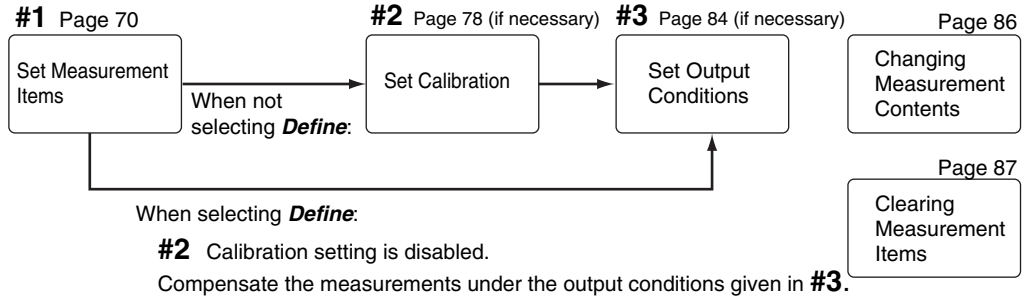 #1 Page 70
#2 Page 78 (if necessary)
#3 Page 84 (if necessary)
Page 86
Set Measurement
Items
When not
selecting Define:
Set Calibration
Set Output
Conditions
Changing
Measurement
Contents
Page 87
Clearing
Measurement
Items
When selecting Define:
#2 Calibration setting is disabled.
Compensate the measurements under the output conditions given in #3.